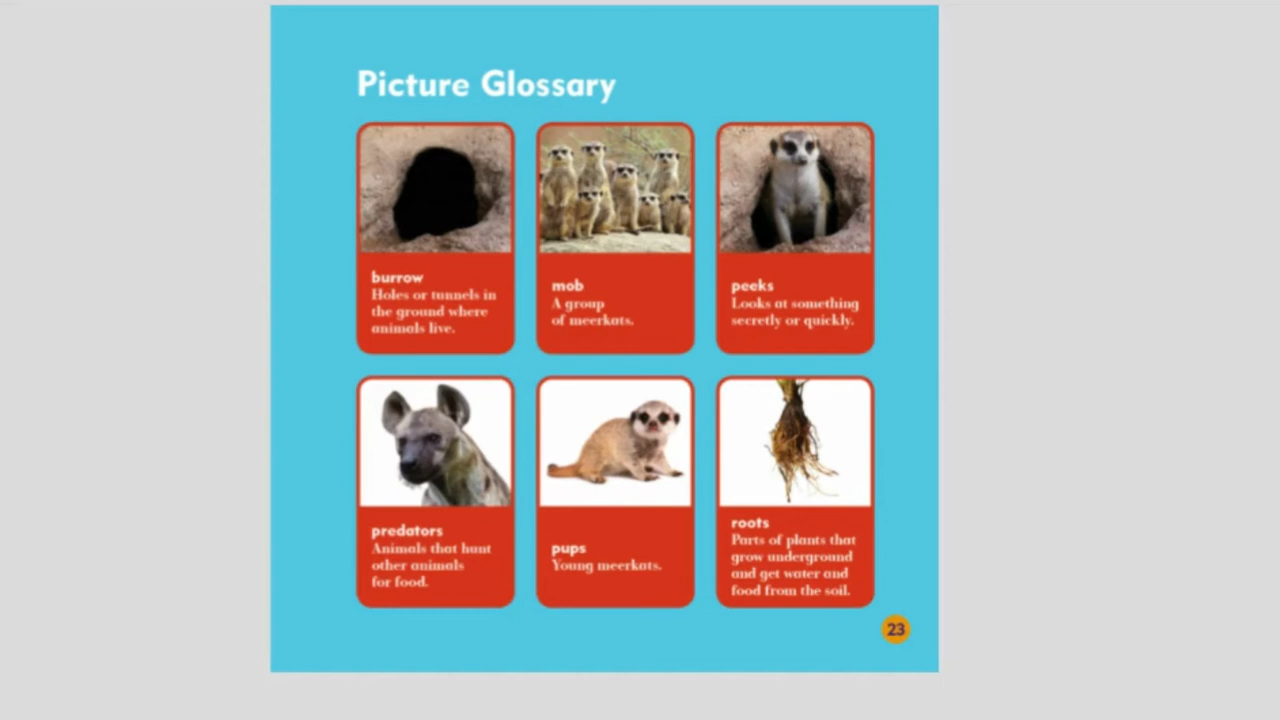 Picture Glossary
burrow
Holes or tunnels in
the ground where
animals live.
mob
A group
of meerkats.
peeks
Looks at something
secretly or quickly.
predators
Animals that hunt
other animals
for food.
pups
Young meerkats.
roots
Parts of plants that
grow underground
and get water and
food from the soil.
23